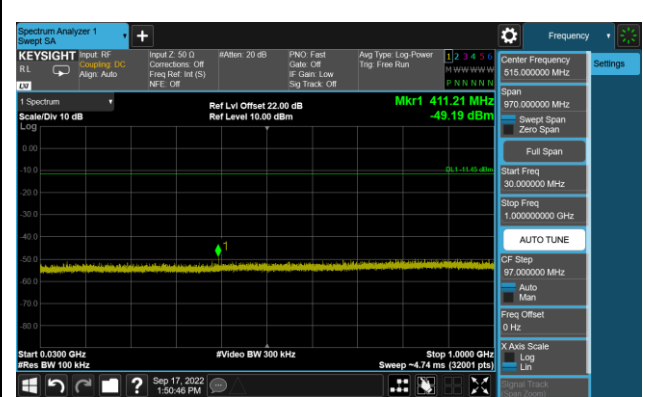 Spectrum Analyzer 1
Swept SA
Frequency
KEYSIGHT
RL
LXI
Input: RF
Coupling: DC
Align: Auto
Input Z: 50 Ω
Corrections: Off
Freq Ref: Int (S)
NFE: Off
#Atten: 20 dB
PNO: Fast
Gate: Off
IF Gain: Low
Sig Track: Off
Avg Type: Log-Power
Trig: Free Run
1 2 3 4 5 6
M W W W W W
P N N N N N
1 Spectrum
Scale/Div 10 dB
Log
Ref Lvl Offset 22.00 dB
Ref Level 10.00 dBm
Mkr1 411.21 MHz
-49.19 dBm
0.00
-10.0
DL1 -11.45 dBm
-20.0
-30.0
-40.0
1
-50.0
-60.0
-70.0
-80.0
Start 0.0300 GHz
#Res BW 100 kHz
#Video BW 300 kHz
Stop 1.0000 GHz
Sweep ~4.74 ms (32001 pts)
Sep 17, 2022
1:50:46 PM
Center Frequency
515.000000 MHz
Settings
Span
970.000000 MHz
Swept Span
Zero Span
Full Span
Start Freq
30.000000 MHz
Stop Freq
1.000000000 GHz
AUTO TUNE
CF Step
97.000000 MHz
Auto
Man
Freq Offset
0 Hz
X Axis Scale
Log
Lin
Signal Track
(Span Zoom)